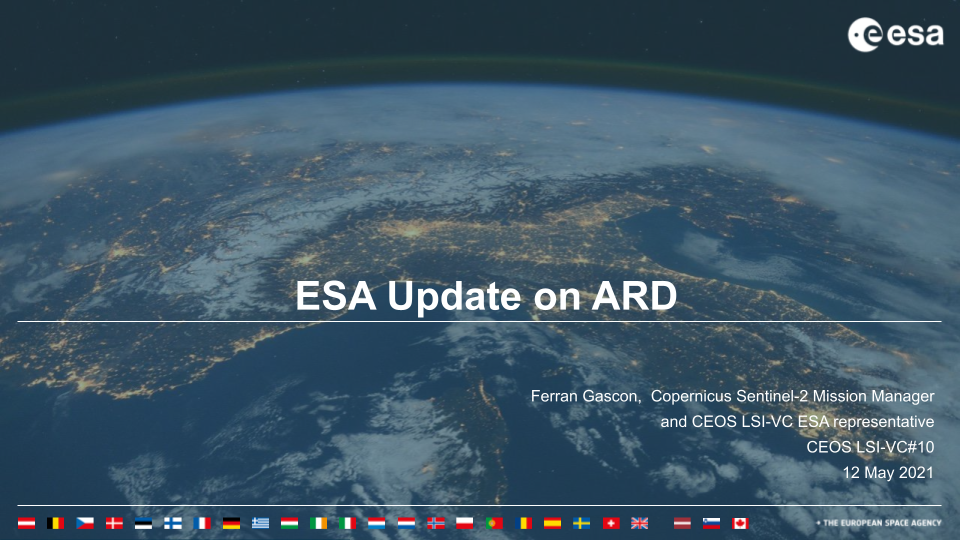 esa
ESA Update on ARD
Ferran Gascon,  Copernicus Sentinel-2 Mission Manager
and CEOS LSI-VC ESA representative
CEOS LSI-VC#10
12 May 2021
→ THE EUROPEAN SPACE AGENCY